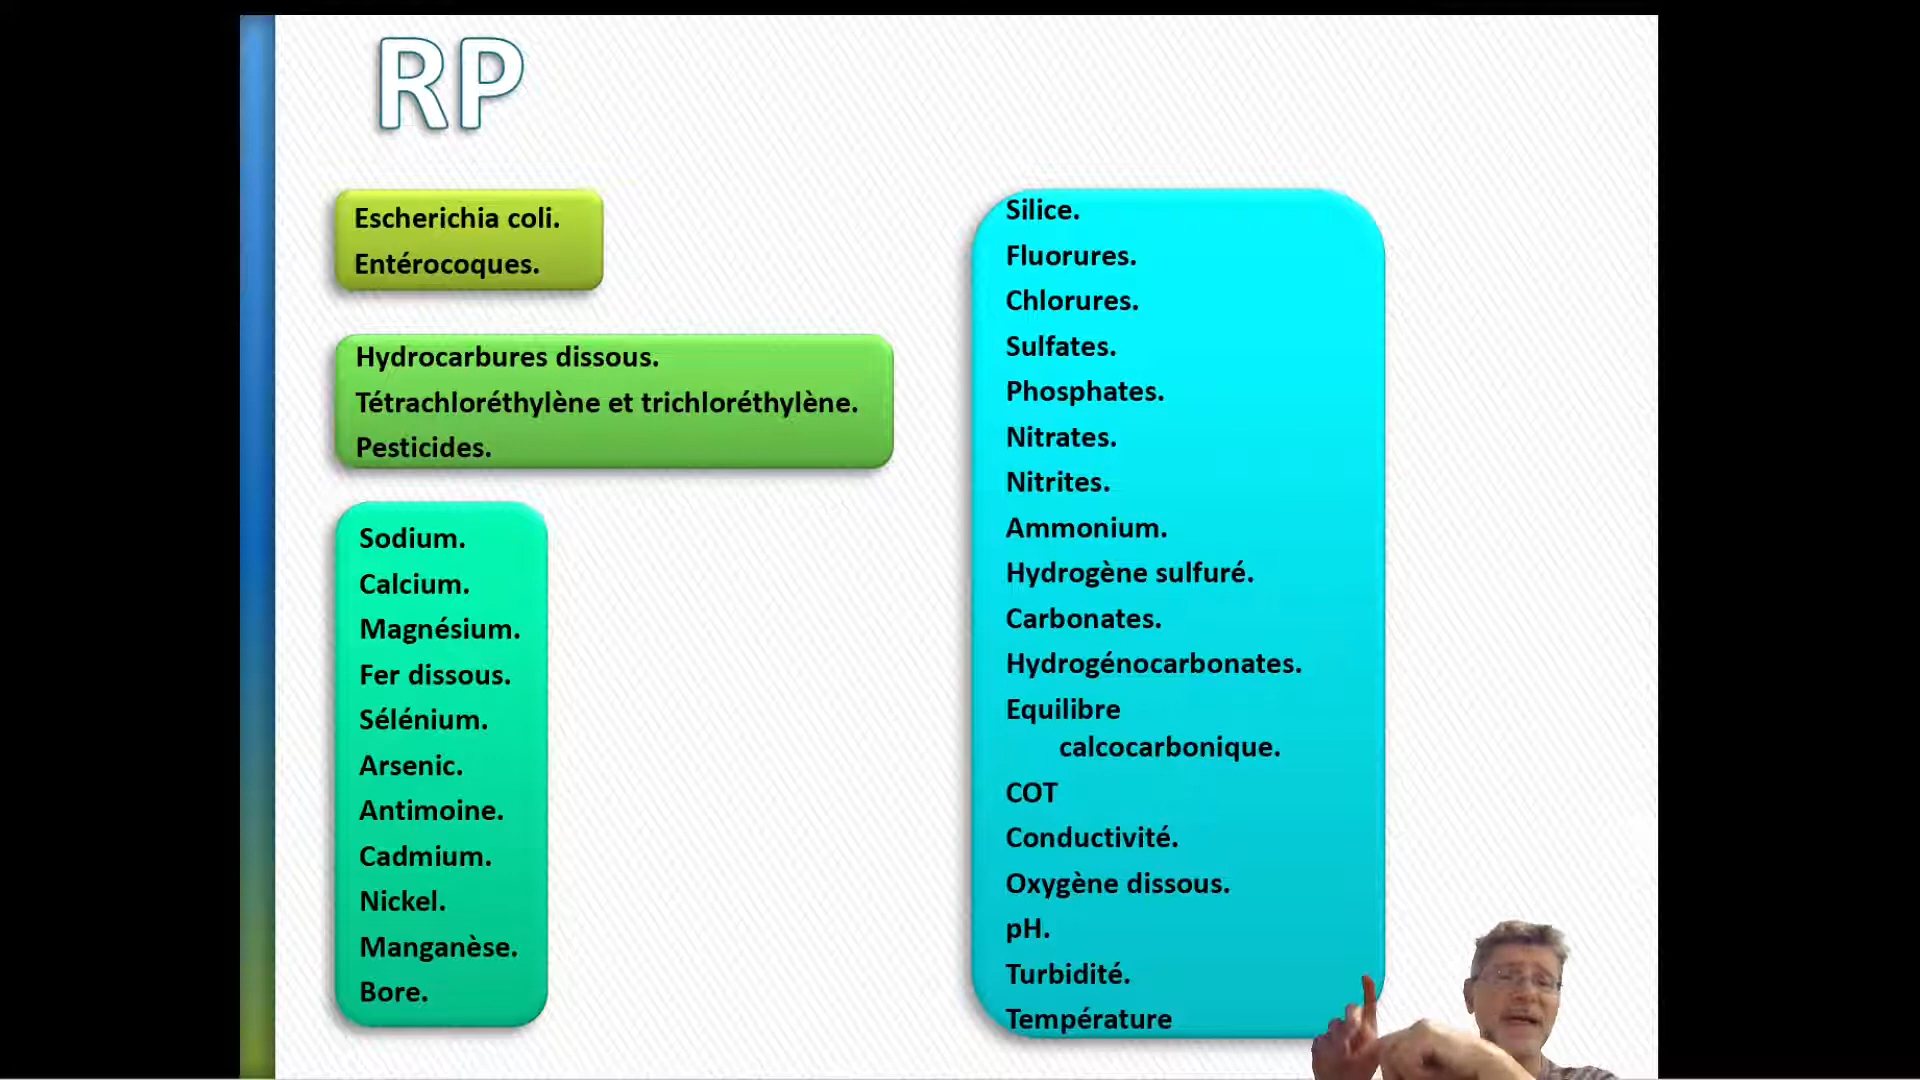 RP
Escherichia coli.
Entérocoques.
Hydrocarbures dissous.
Tétrachloréthylène et trichloréthylène.
Pesticides.
Sodium.
Calcium.
Magnésium.
Fer dissous.
Sélénium.
Arsenic.
Antimoine.
Cadmium.
Nickel.
Manganèse.
Bore.
Silice.
Fluorures.
Chlorures.
Sulfates.
Phosphates.
Nitrates.
Nitrites.
Ammonium.
Hydrogène sulfuré.
Carbonates.
Hydrogénocarbonates.
Equilibre
calcocarbonique.
COT
Conductivité.
Oxygène dissous.
pH.
Turbidité.
Température